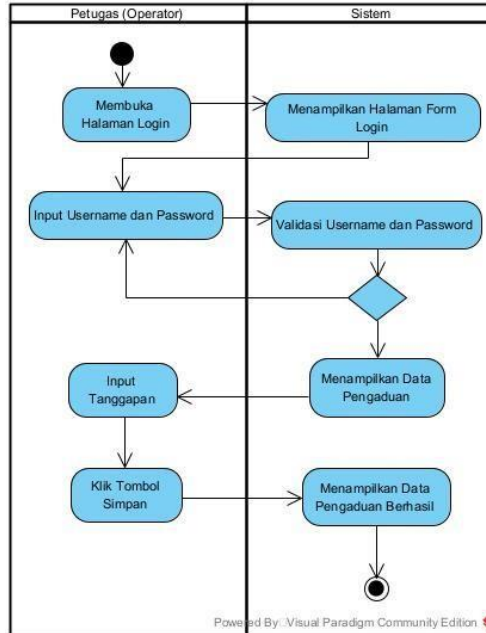 Petugas (Operator)
Sistem
Membuka
Halaman Login
Menampilkan Halaman Form
Login
Input Username dan Password
Validasi Username dan Password
Input
Tanggapan
Menampilkan Data
Pengaduan
Klik Tombol
Simpan
Menampilkan Data
Pengaduan Berhasil
Powered By Visual Paradigm Community Edition